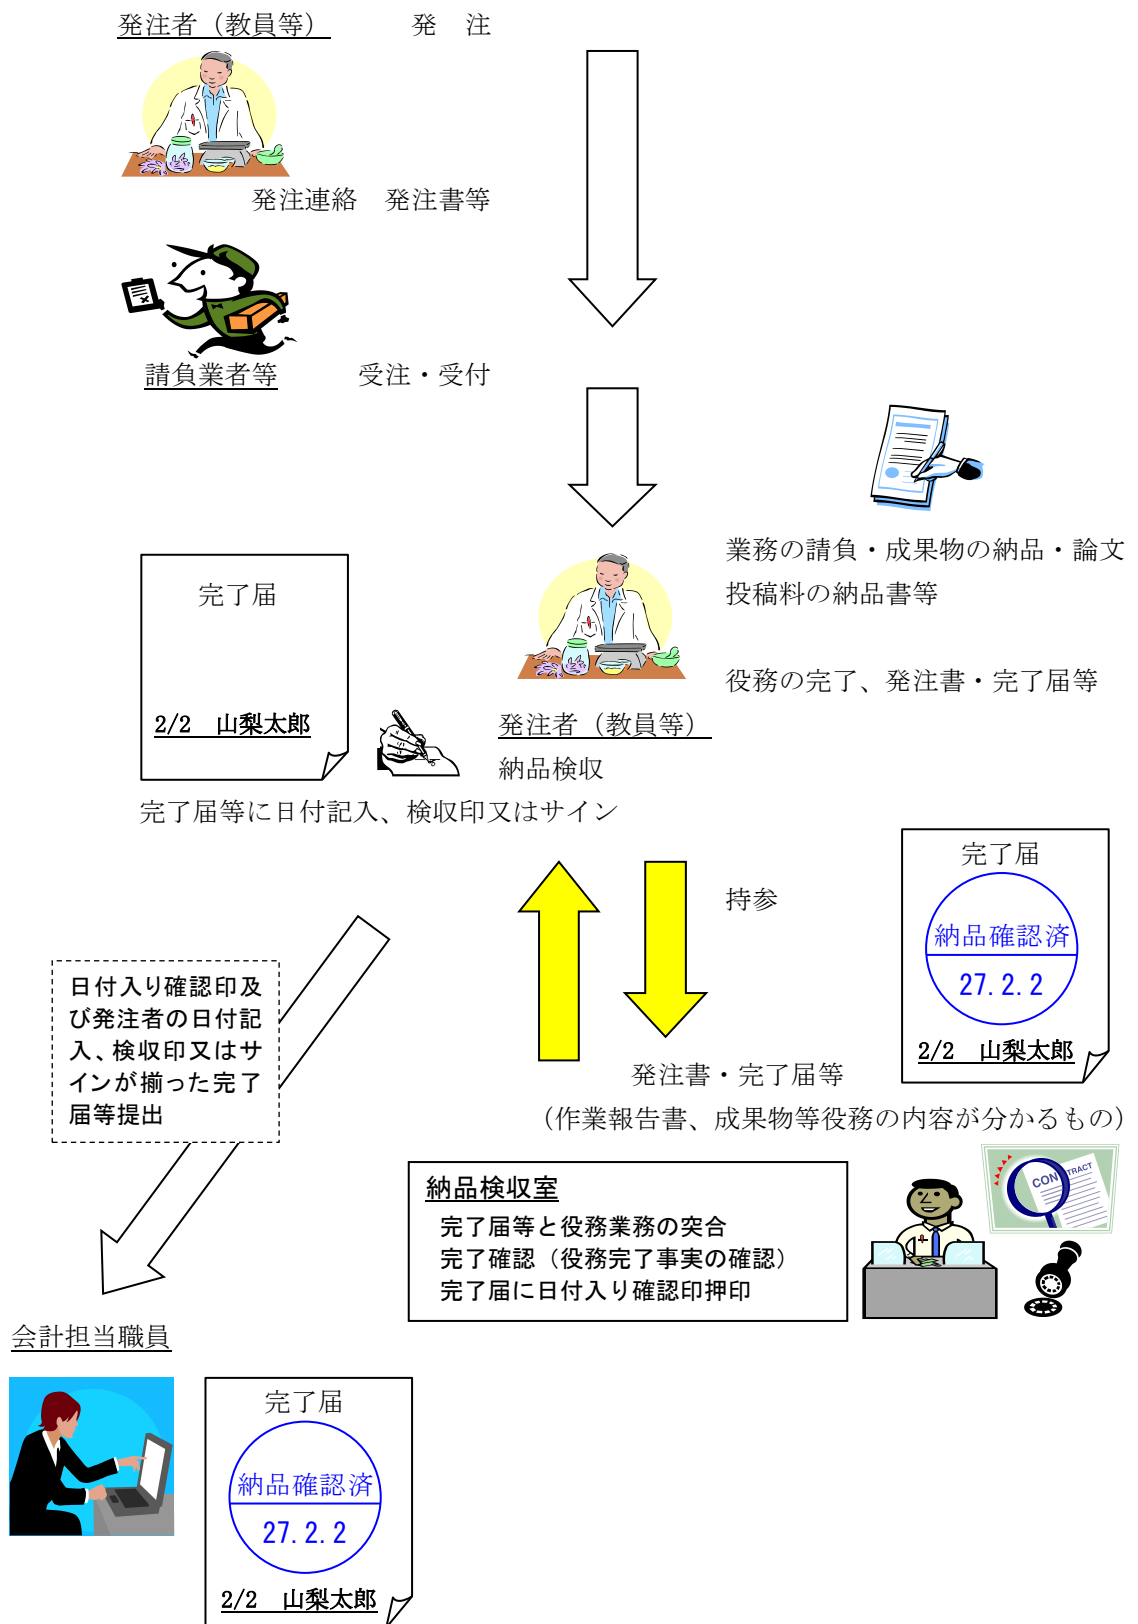 発注者（教員等）　発　注
発注連絡　発注書等
請負業者等　受注・受付
業務の請負・成果物の納品・論文
投稿料の納品書等
役務の完了、発注書・完了届等
完了届
2/2　山梨太郎
発注者（教員等）
納品検収
完了届等に日付記入、検収印又はサイン
持参
完了届
納品確認済
27.2.2
2/2　山梨太郎
日付入り確認印及
び発注者の日付記
入、検収印又はサ
インが揃った完了
届等提出
発注書・完了届等
（作業報告書、成果物等役務の内容が分かるもの）
納品検収室
完了届等と役務業務の突合
完了確認（役務完了事実の確認）
完了届に日付入り確認印押印
CONTRACT
会計担当職員
完了届
納品確認済
27.2.2
2/2　山梨太郎